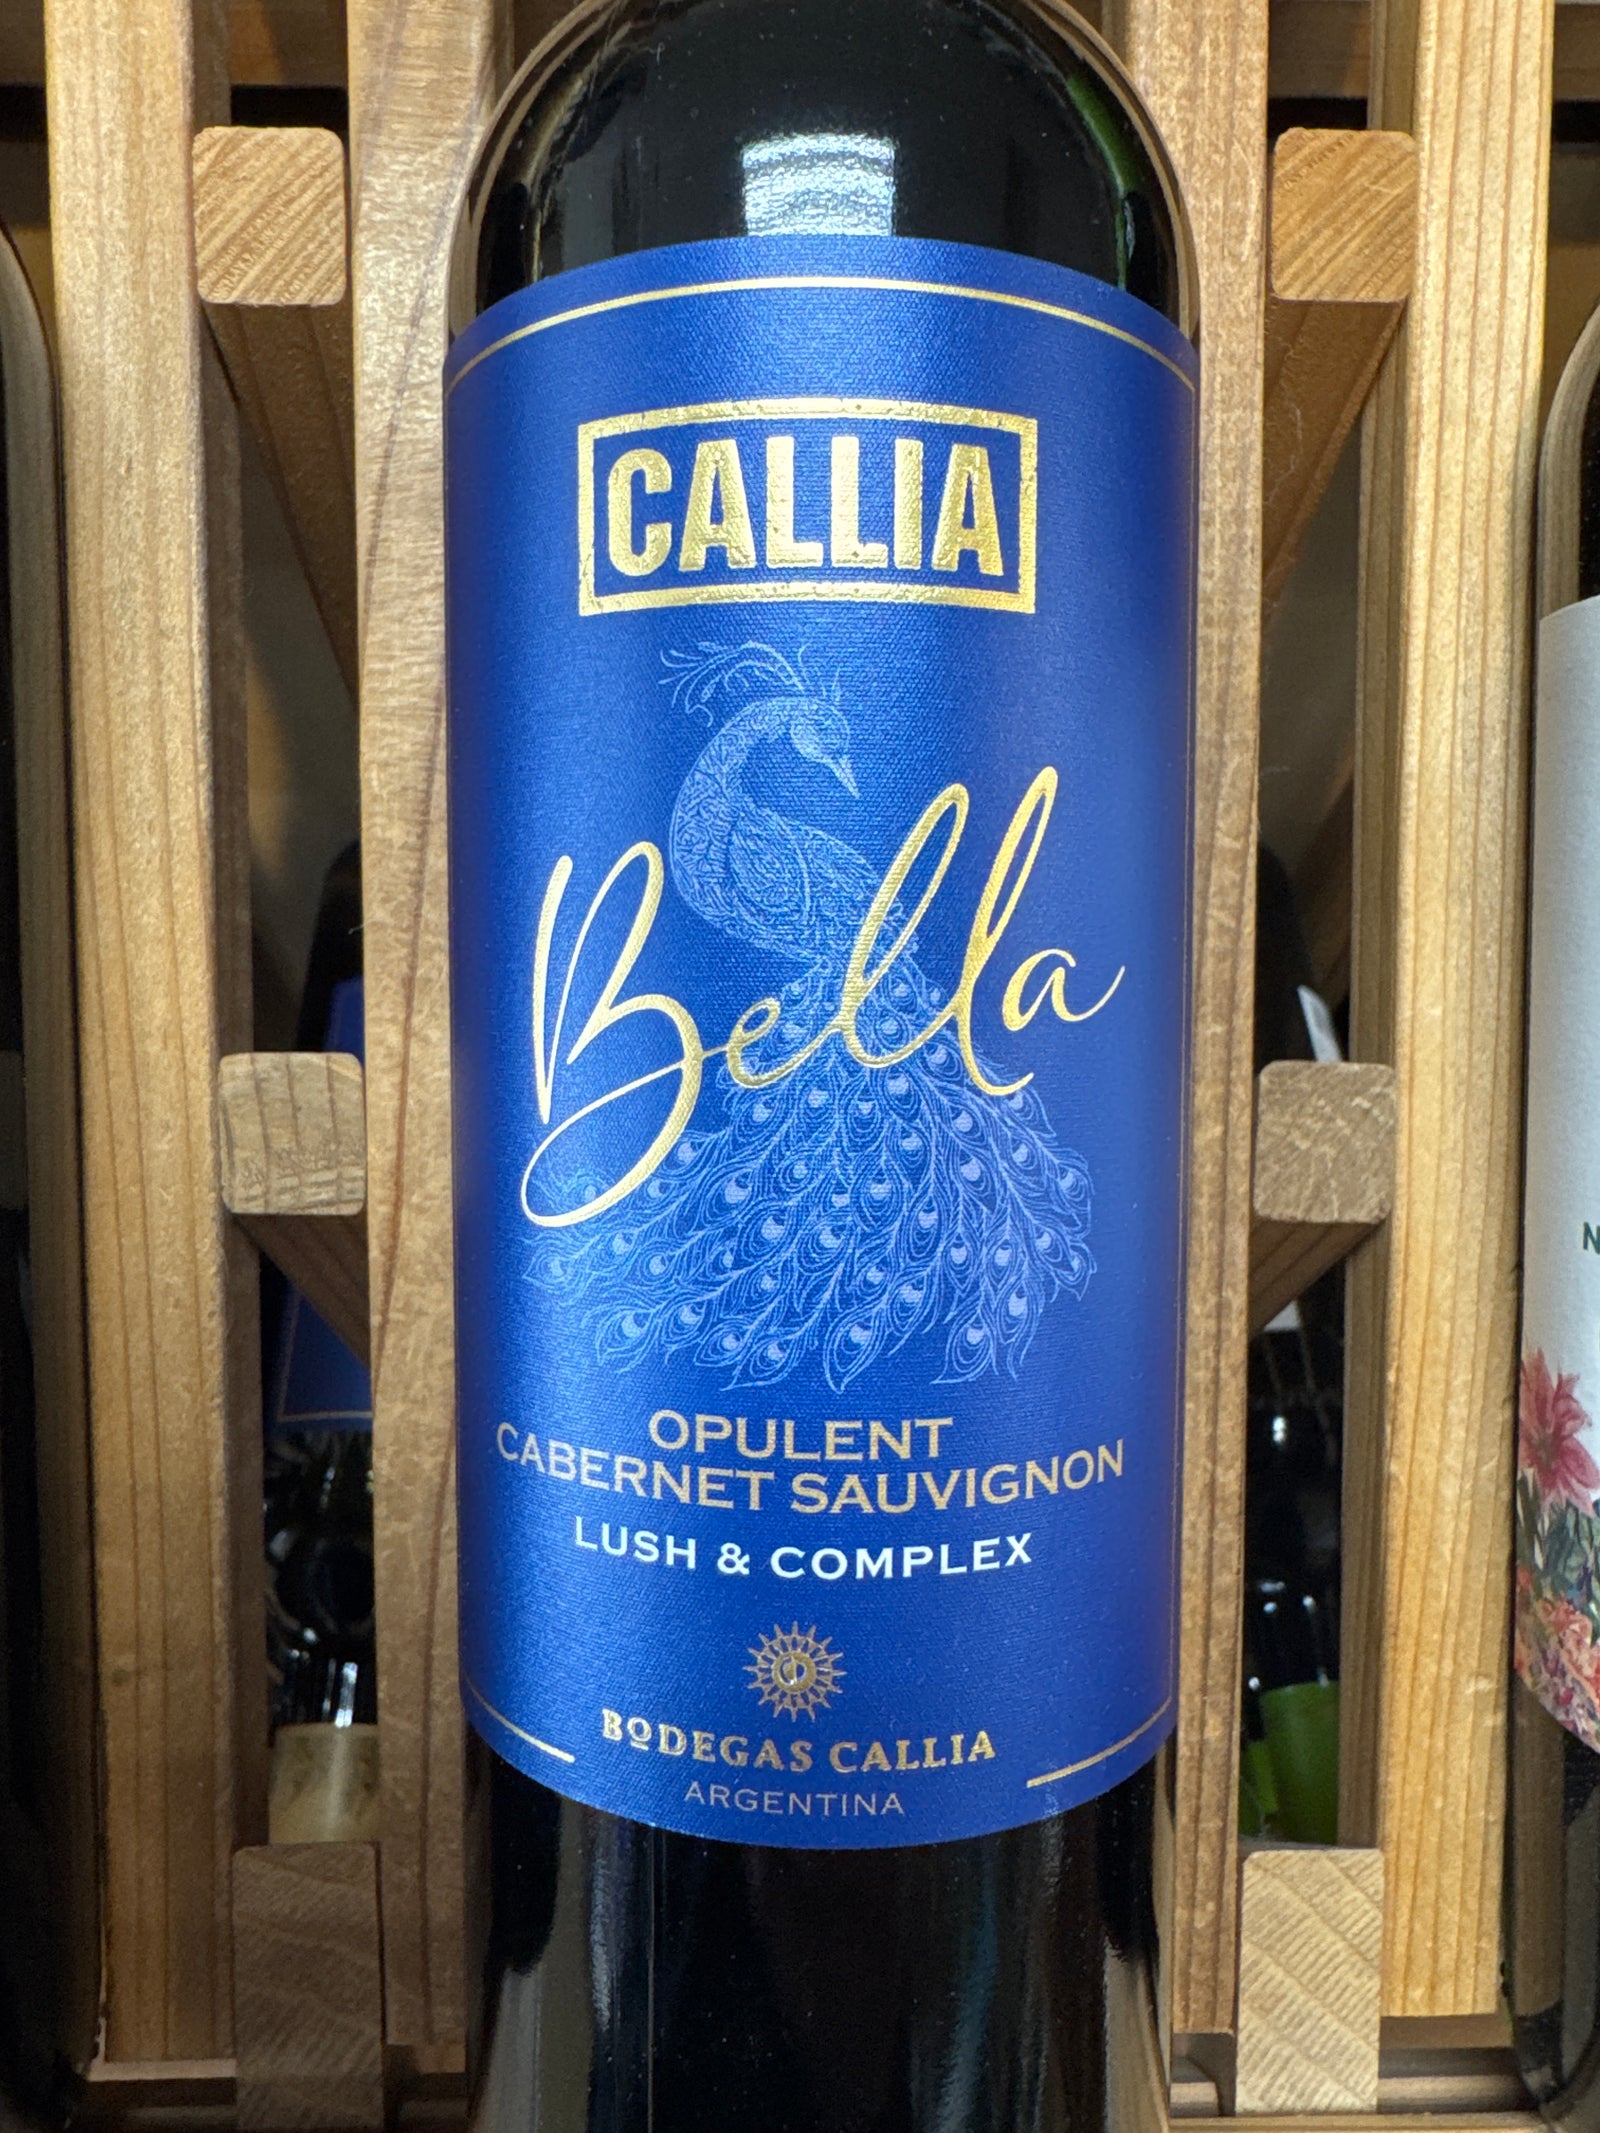 CALLIA
Bella
OPULENT
CABERNET SAUVIGNON
LUSH & COMPLEX
BODEGAS CALLIA
ARGENTINA
N